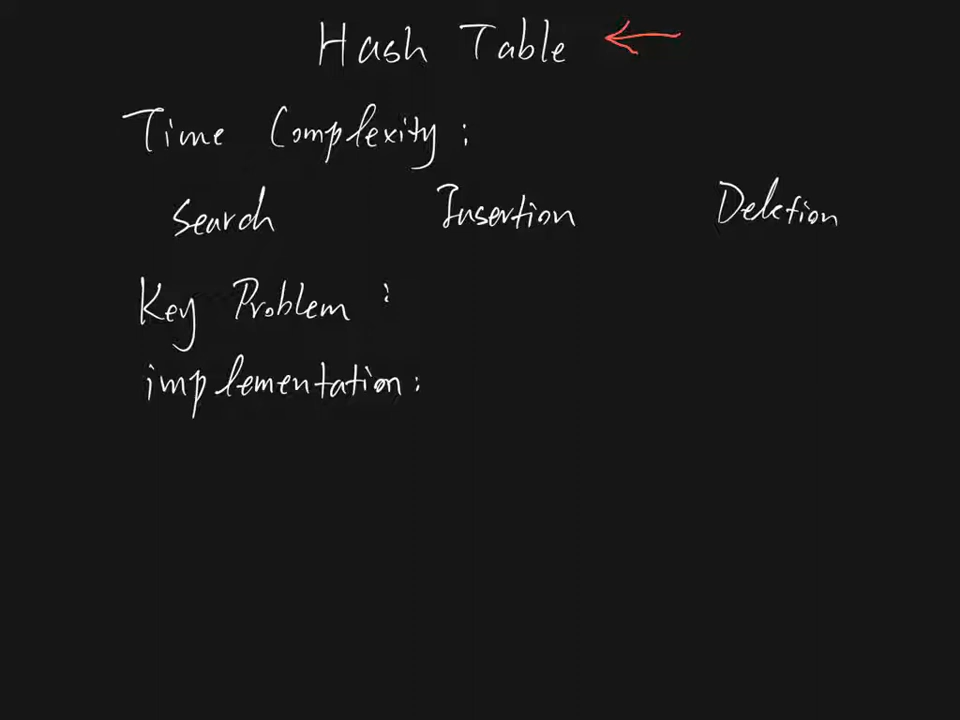 Hash Table
Time Complexity:
Search Insertion Deletion
Key Problem:
implementation: